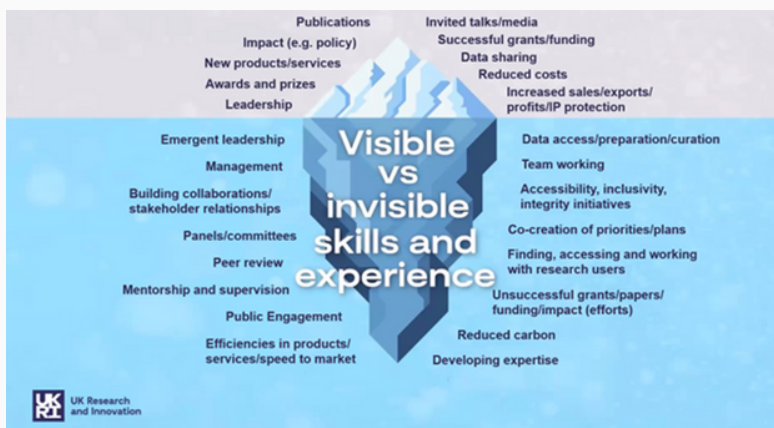 Publications
Impact (e.g. policy)
New products/services
Awards and prizes
Leadership
Invited talks/media
Successful grants/funding
Data sharing
Reduced costs
Increased sales/exports/
profits/IP protection
Visible
vs
invisible
skills and
experience
Emergent leadership
Management
Building collaborations/
stakeholder relationships
Panels/committees
Peer review
Mentorship and supervision
Public Engagement
Efficiencies in products/
services/speed to market
Data access/preparation/curation
Team working
Accessibility, inclusivity,
integrity initiatives
Co-creation of priorities/plans
Finding, accessing and working
with research users
Unsuccessful grants/papers/
funding/impact (efforts)
Reduced carbon
Developing expertise
UK
RI
UK Research
and Innovation